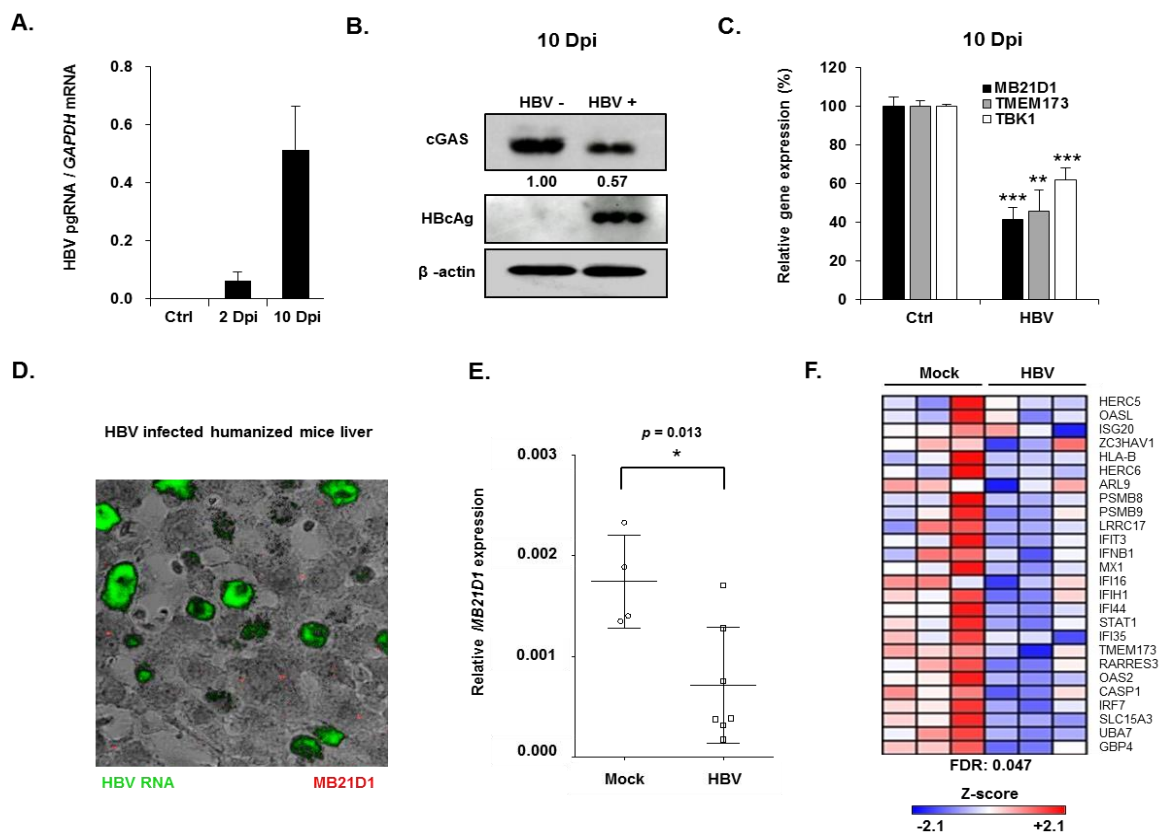 A.
HBV pgRNA / GAPDH mRNA
0.8
0.6
0.4
0.2
0.0
Ctrl 2 Dpi 10 Dpi
B.
10 Dpi
HBV - HBV +
cGAS
1.00 0.57
HBcAg
β -actin
C.
10 Dpi
Relative gene expression (%)
120
100
80
60
40
20
0
MB21D1
TMEM173
TBK1
*** ** ***
Ctrl HBV
D.
HBV infected humanized mice liver
HBV RNA MB21D1
E.
p = 0.013
*
Relative MB21D1 expression
0.003
0.002
0.001
0.000
Mock HBV
F.
Mock HBV
HERC5
OASL
ISG20
ZC3HAV1
HLA-B
HERC6
ARL9
PSMB8
PSMB9
LRRC17
IFIT3
IFNB1
MX1
IFI16
IFIH1
IFI44
STAT1
IFI35
TMEM173
RARRES3
OAS2
CASP1
IRF7
SLC15A3
UBA7
GBP4
FDR: 0.047
Z-score
-2.1 +2.1